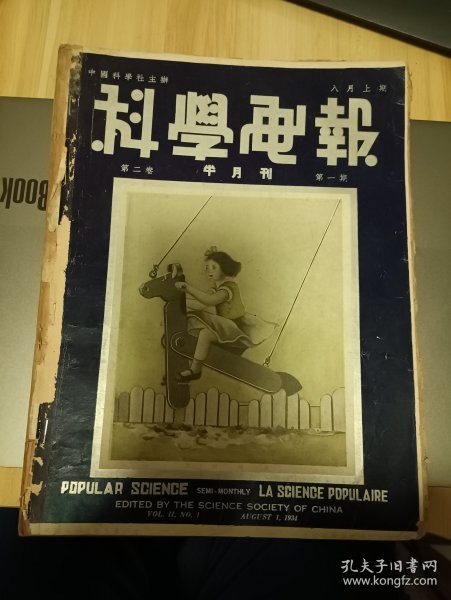 中國科學社主辦
八月上期
科學画報
第二卷 半月刊 第一期
POPULAR SCIENCE SEMI-MONTHLY LA SCIENCE POPULAIRE
EDITED BY THE SCIENCE SOCIETY OF CHINA
VOL. II, NO. 1 AUGUST 1, 1934
Book
孔夫子旧书网
www.kongfz.com